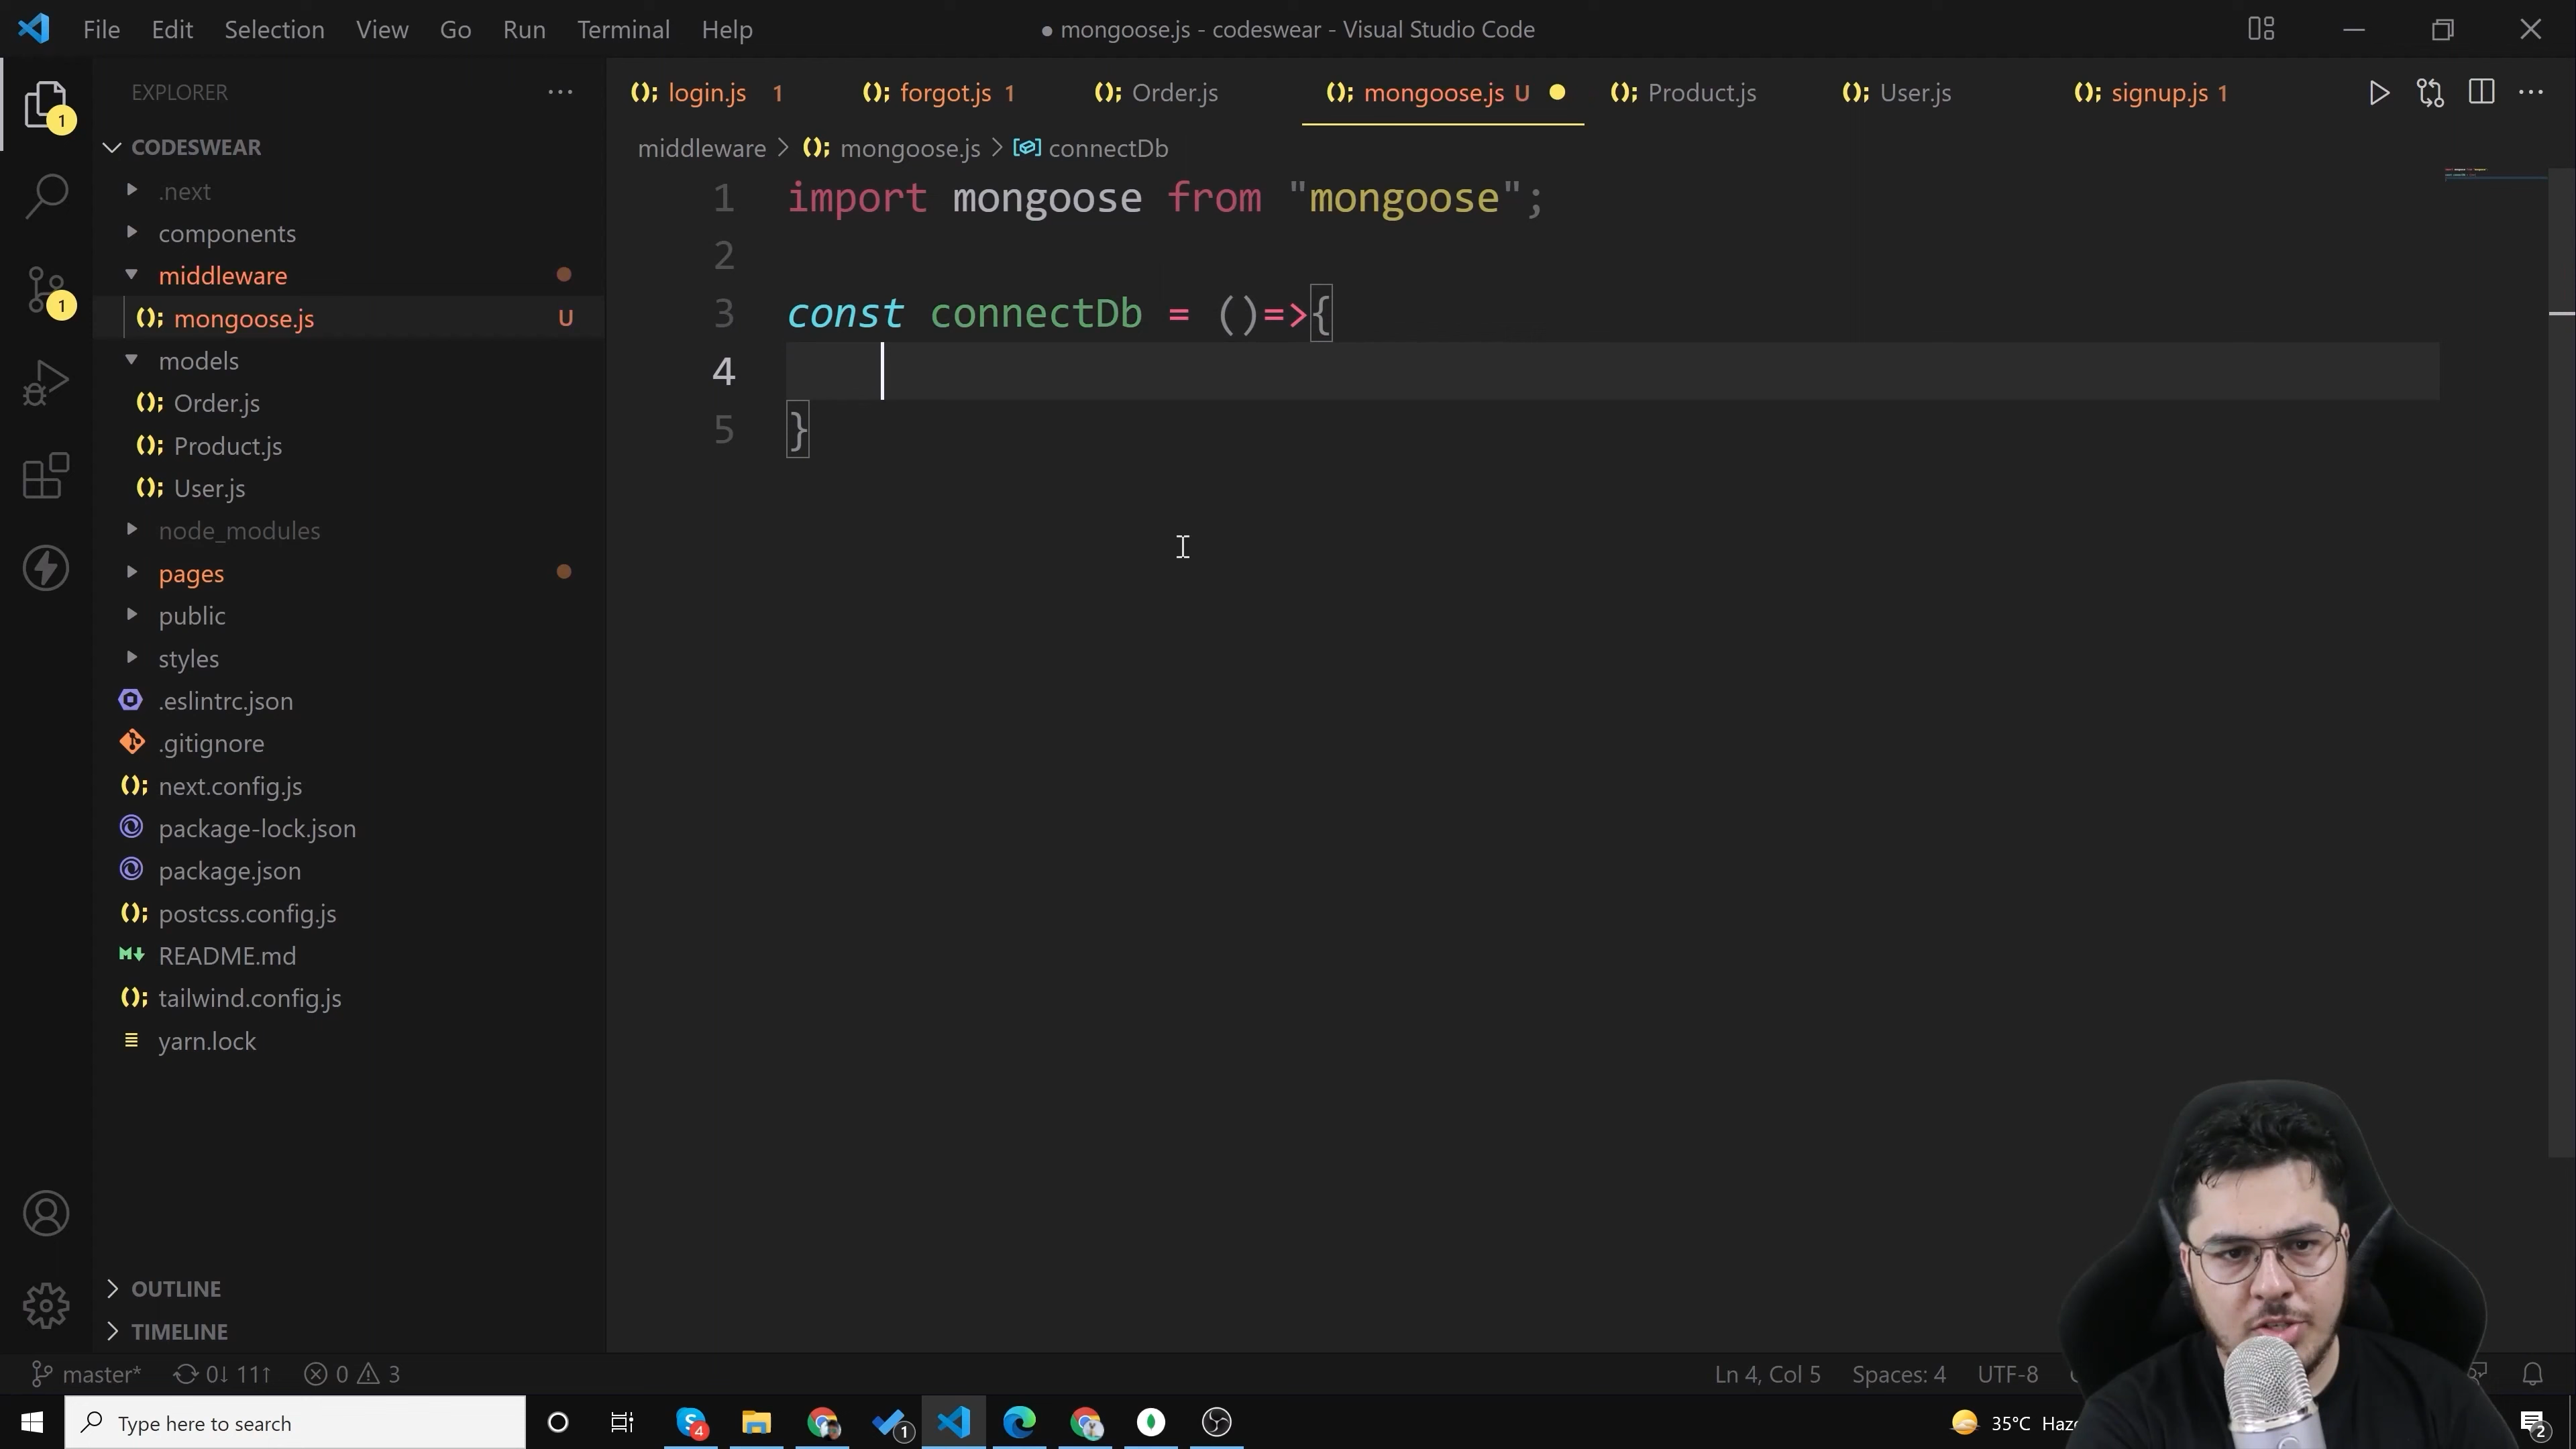 File Edit Selection View Go Run Terminal Help
● mongoose.js - codeswear - Visual Studio Code
EXPLORER
CODESWEAR
.next
components
middleware
mongoose.js U
models
Order.js
Product.js
User.js
node_modules
pages
public
styles
.eslintrc.json
.gitignore
next.config.js
package-lock.json
package.json
postcss.config.js
README.md
tailwind.config.js
yarn.lock
OUTLINE
TIMELINE
1
1
login.js 1 forgot.js 1 Order.js mongoose.js U Product.js User.js signup.js 1
middleware > mongoose.js > connectDb
1 import mongoose from "mongoose";
2
3 const connectDb = ()=>{
4
5 }
master* 0↓ 11↑ 0 3
Ln 4, Col 5 Spaces: 4 UTF-8
Type here to search
4
1
35°C
2